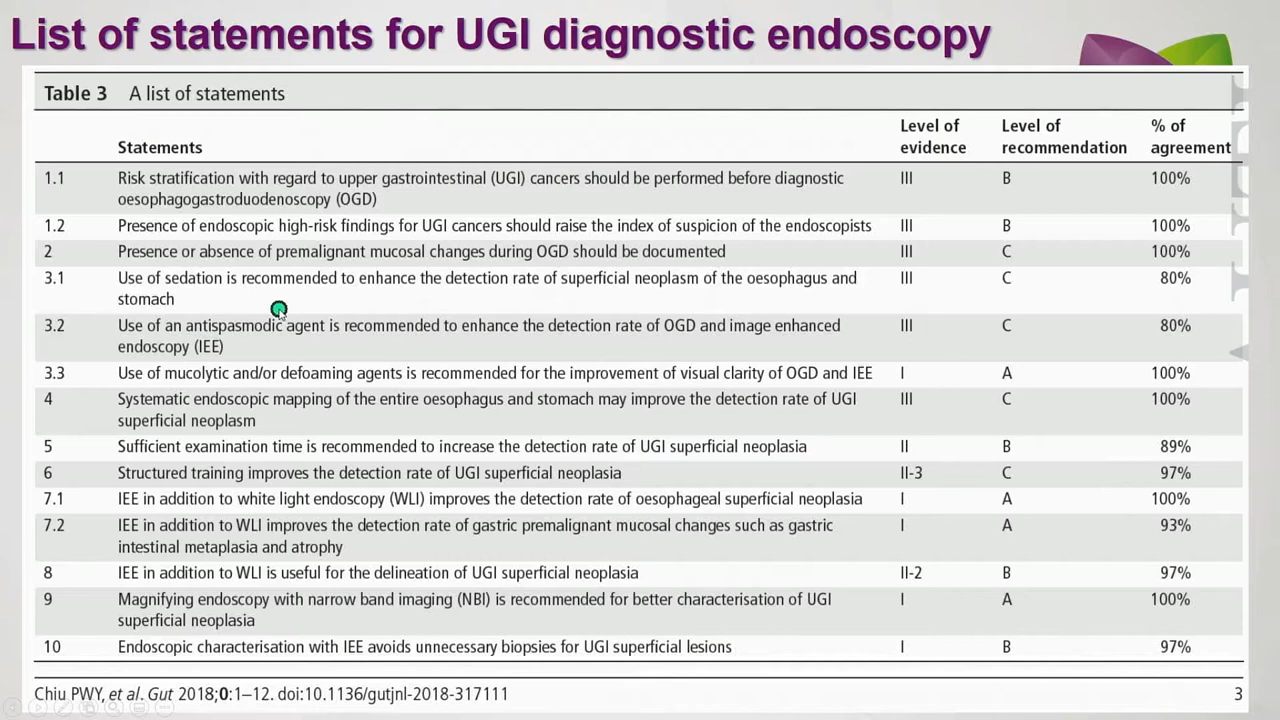 List of statements for UGI diagnostic endoscopy
Table 3 A list of statements
Statements Level of evidence Level of recommendation % of agreement
1.1 Risk stratification with regard to upper gastrointestinal (UGI) cancers should be performed before diagnostic III B 100%
oesophagogastroduodenoscopy (OGD)
1.2 Presence of endoscopic high-risk findings for UGI cancers should raise the index of suspicion of the endoscopists III B 100%
2 Presence or absence of premalignant mucosal changes during OGD should be documented III C 100%
3.1 Use of sedation is recommended to enhance the detection rate of superficial neoplasm of the oesophagus and III C 80%
stomach
3.2 Use of an antispasmodic agent is recommended to enhance the detection rate of OGD and image enhanced III C 80%
endoscopy (IEE)
3.3 Use of mucolytic and/or defoaming agents is recommended for the improvement of visual clarity of OGD and IEE I A 100%
4 Systematic endoscopic mapping of the entire oesophagus and stomach may improve the detection rate of UGI III C 100%
superficial neoplasm
5 Sufficient examination time is recommended to increase the detection rate of UGI superficial neoplasia II B 89%
6 Structured training improves the detection rate of UGI superficial neoplasia II-3 C 97%
7.1 IEE in addition to white light endoscopy (WLI) improves the detection rate of oesophageal superficial neoplasia I A 100%
7.2 IEE in addition to WLI improves the detection rate of gastric premalignant mucosal changes such as gastric I A 93%
intestinal metaplasia and atrophy
8 IEE in addition to WLI is useful for the delineation of UGI superficial neoplasia II-2 B 97%
9 Magnifying endoscopy with narrow band imaging (NBI) is recommended for better characterisation of UGI I A 100%
superficial neoplasia
10 Endoscopic characterisation with IEE avoids unnecessary biopsies for UGI superficial lesions I B 97%
Chiu PWY, et al. Gut 2018;0:1–12. doi:10.1136/gutjnl-2018-317111 3